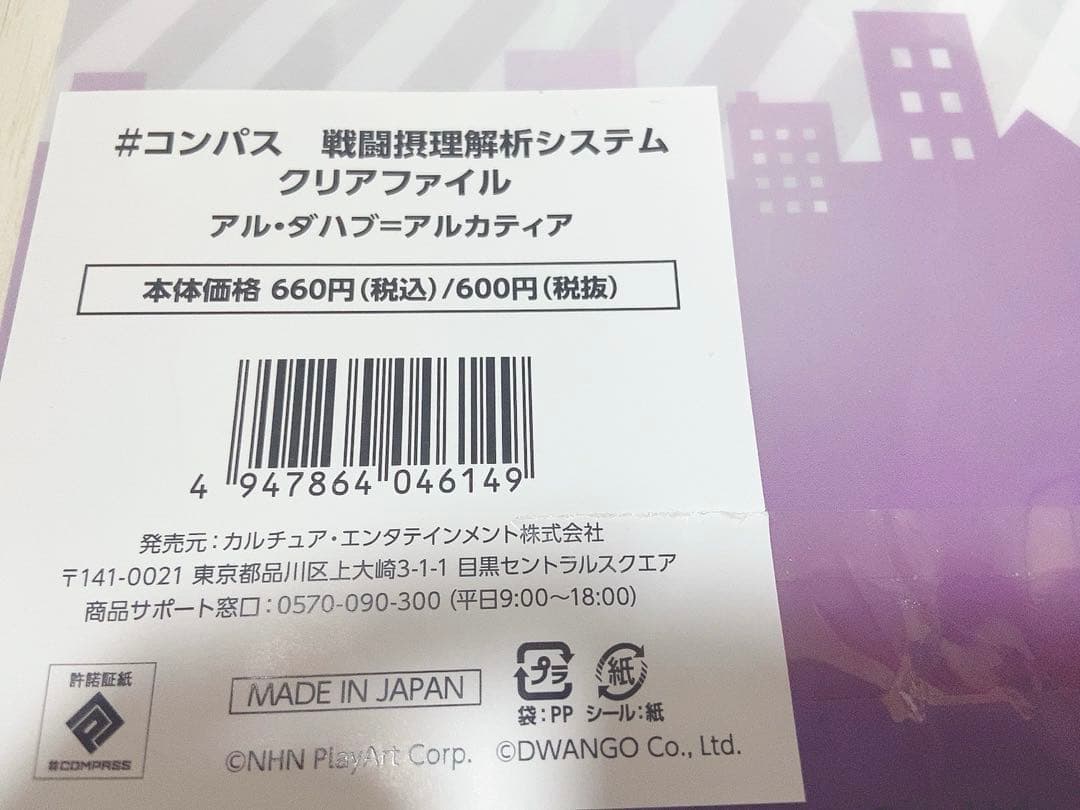 #コンパス 戦闘摂理解析システム
クリアファイル
アル・ダハブ=アルカティア
本体価格 660円(税込)/600円(税抜)
4 947864 046149
発売元:カルチュア・エンタテインメント株式会社
〒141-0021 東京都品川区上大崎3-1-1 目黒セントラルスクエア
商品サポート窓口:0570-090-300 (平日9:00〜18:00)
許諾証紙
#COMPASS
MADE IN JAPAN
プラ
紙
袋:PP シール:紙
©NHN PlayArt Corp. ©DWANGO Co., Ltd.